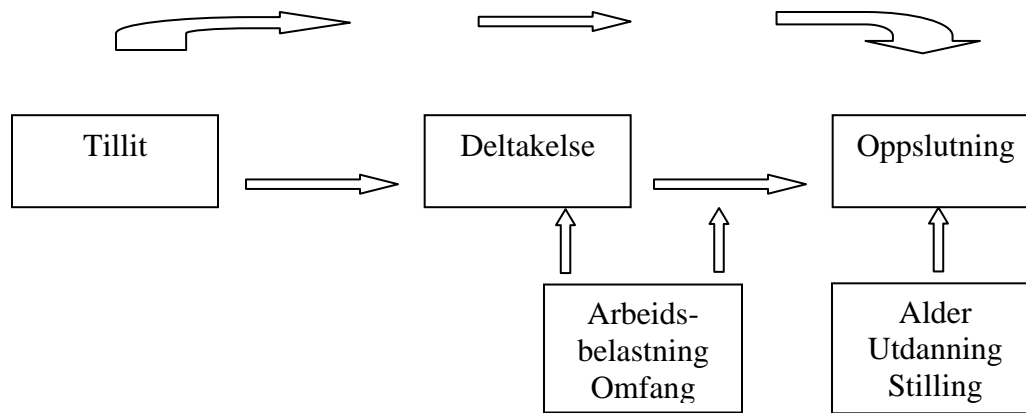 Tillit
Deltakelse
Oppslutning
Arbeids-
belastning
Omfang
Alder
Utdanning
Stilling